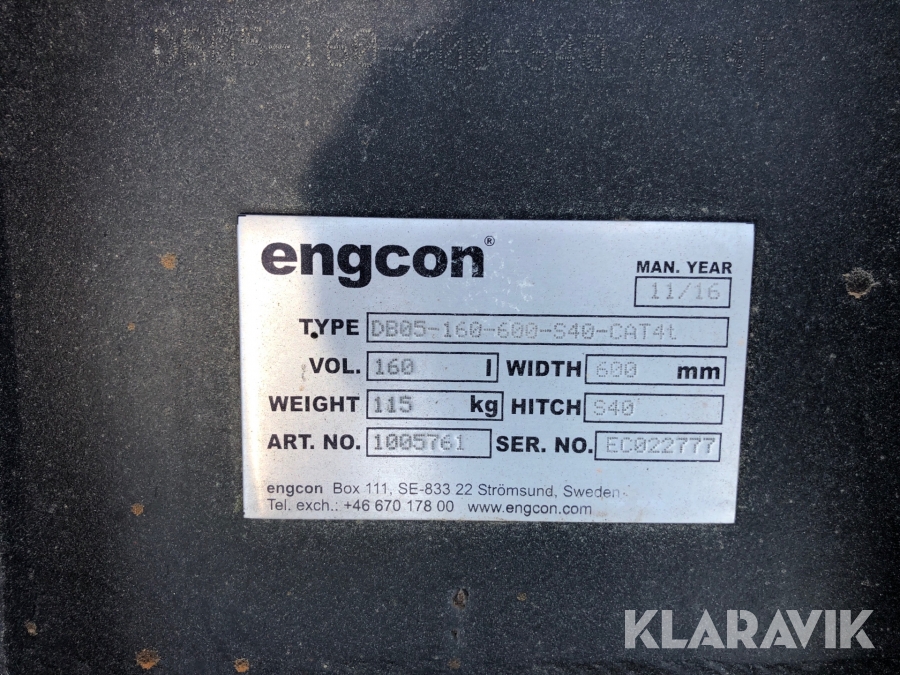 engcon®
MAN. YEAR
11/16
TYPE DB05-160-600-S40-CAT4t
VOL. 160 l WIDTH 600 mm
WEIGHT 115 kg HITCH S40
ART. NO. 1005761 SER. NO. EC022777
engcon Box 111, SE-833 22 Strömsund, Sweden
Tel. exch.: +46 670 178 00 www.engcon.com
KLARAVIK